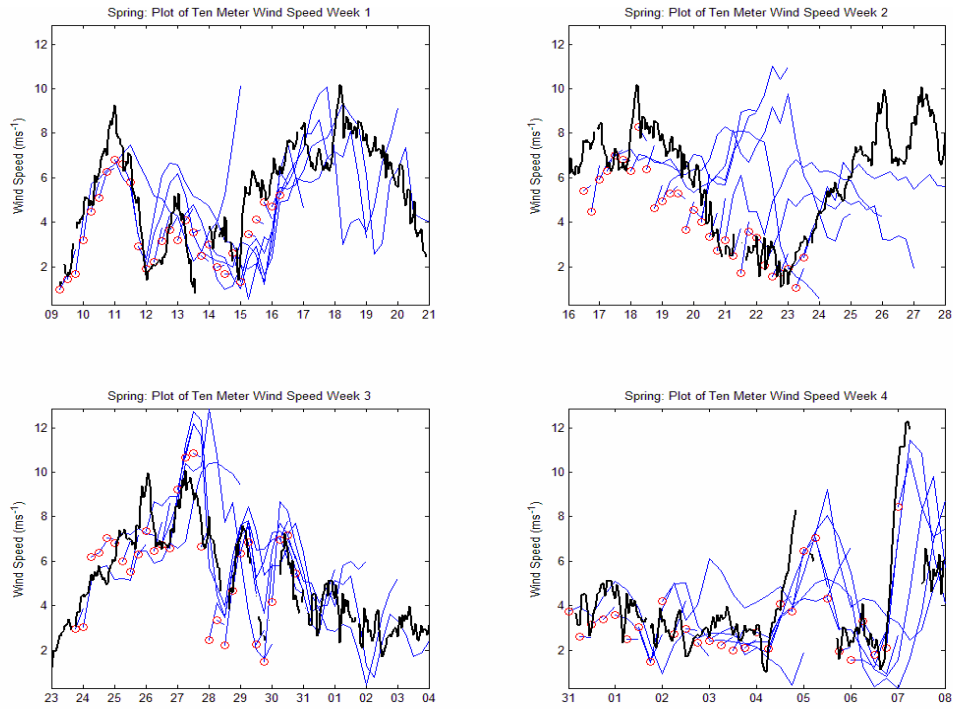 Spring: Plot of Ten Meter Wind Speed Week 1
Wind Speed (ms⁻¹)
12
10
8
6
4
2
09 10 11 12 13 14 15 16 17 18 19 20 21
Spring: Plot of Ten Meter Wind Speed Week 2
Wind Speed (ms⁻¹)
12
10
8
6
4
2
16 17 18 19 20 21 22 23 24 25 26 27 28
Spring: Plot of Ten Meter Wind Speed Week 3
Wind Speed (ms⁻¹)
12
10
8
6
4
2
23 24 25 26 27 28 29 30 31 01 02 03 04
Spring: Plot of Ten Meter Wind Speed Week 4
Wind Speed (ms⁻¹)
12
10
8
6
4
2
31 01 02 03 04 05 06 07 08